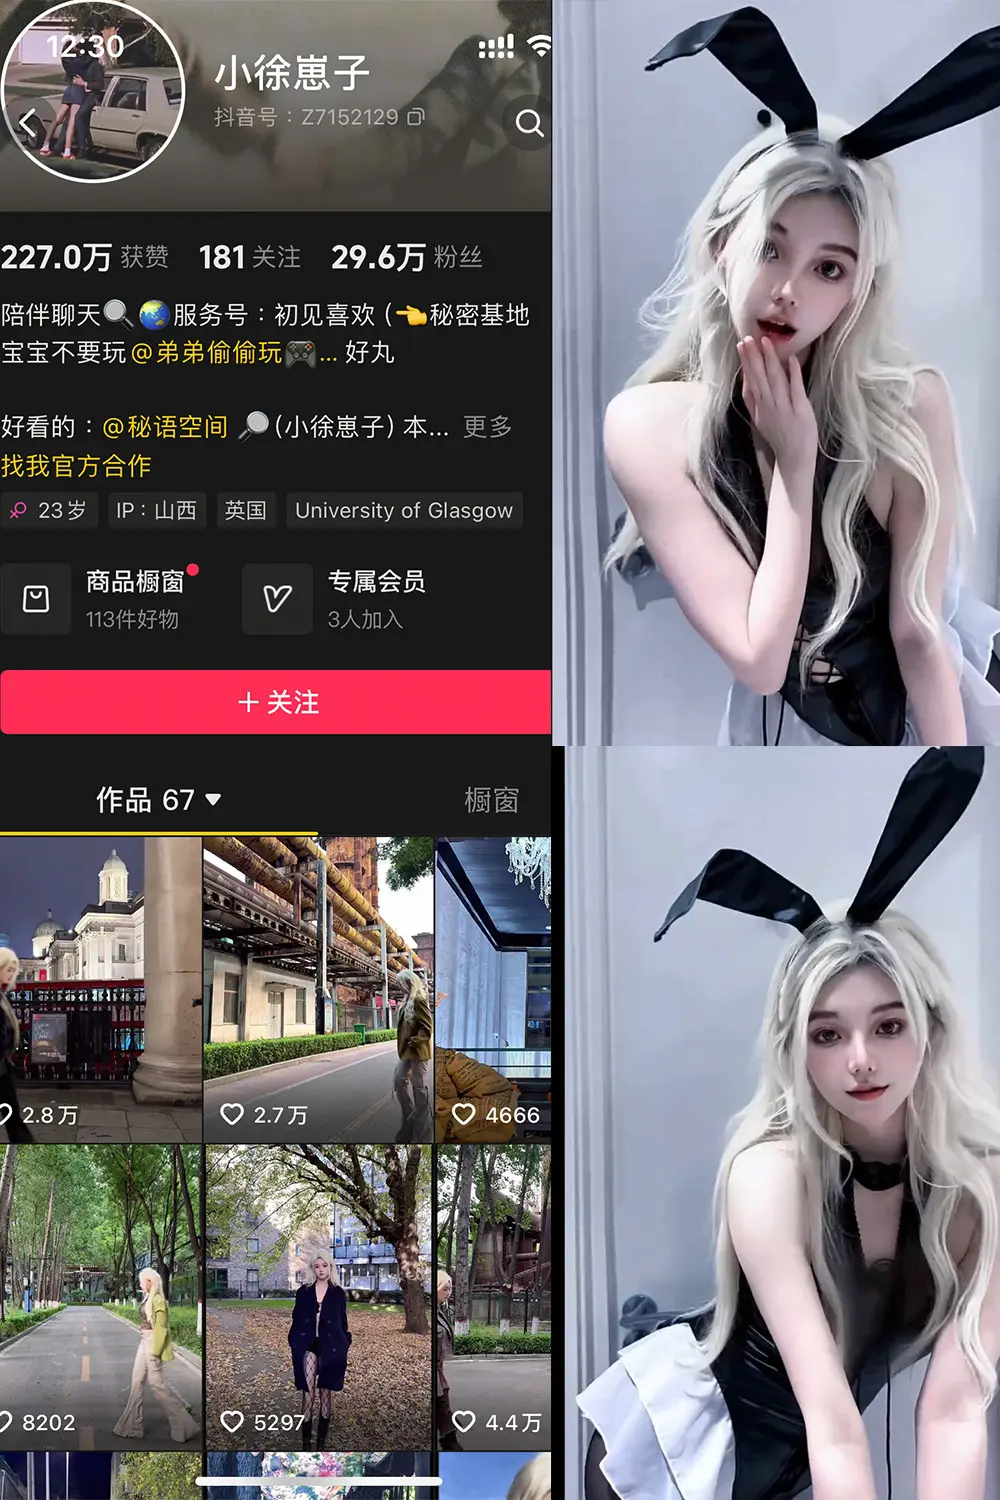 12:30
小徐崽子
抖音号：Z7152129
227.0万 获赞 181 关注 29.6万 粉丝
陪伴聊天🔍🌏服务号：初见喜欢 (👈秘密基地
宝宝不要玩@弟弟偷偷玩🎮... 好丸
好看的：@秘语空间 🔎(小徐崽子) 本... 更多
找我官方合作
23岁 IP：山西 英国 University of Glasgow
商品橱窗 专属会员
113件好物 3人加入
+ 关注
作品 67 橱窗
2.8万 2.7万 4666
8202 5297 4.4万